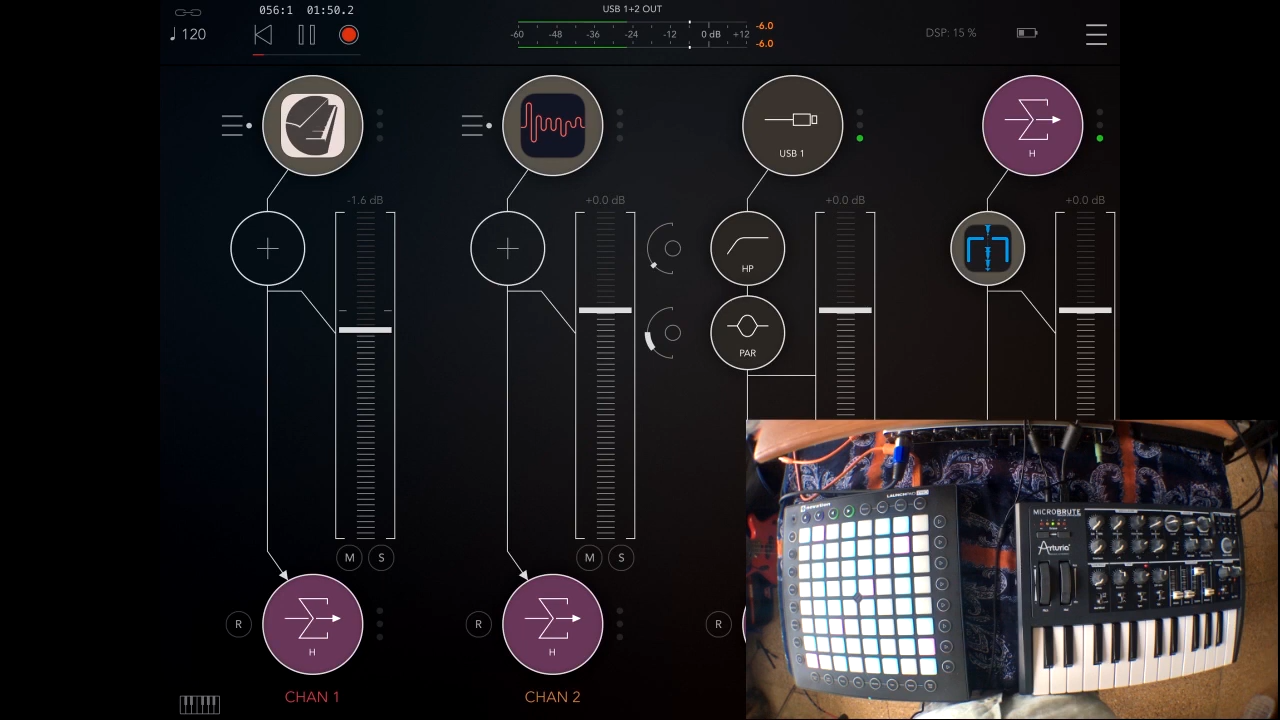 056:1 01:50.2
USB 1+2 OUT
♩ 120
-60 -48 -36 -24 -12 0 dB +12
-6.0
-6.0
DSP: 15 %
USB 1
H
-1.6 dB
+0.0 dB
+0.0 dB
+0.0 dB
HP
PAR
M S
M S
R
H
R
H
R
CHAN 1
CHAN 2
novation
LAUNCHPAD
MICROBRUTE
Arturia